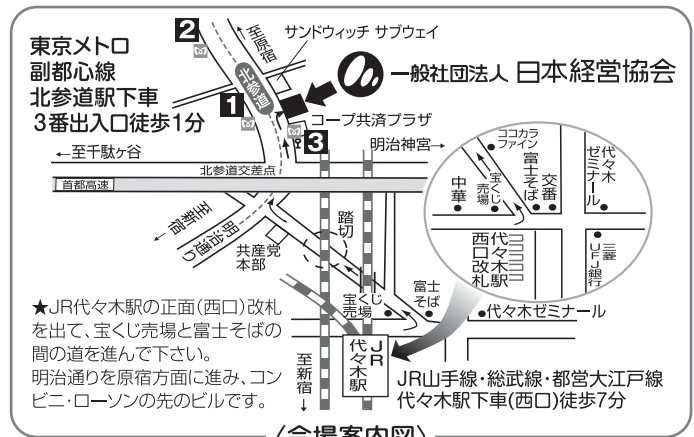 東京メトロ
副都心線
北参道駅下車
3番出入口徒歩1分
2
至原宿
サンドウィッチ サブウェイ
北参道
1
一般社団法人 日本経営協会
コープ共済プラザ
3
明治神宮→
←至千駄ヶ谷
北参道交差点
首都高速
至新宿
明治通り
共産党
本部
踏切
宝くじ
売場
富士
そば
代々木ゼミナール
ココカラ
ファイン
中華
宝くじ
売場
富士そば
交番
代々木
ゼミナール
代々木駅
西口改札
三菱
UFJ銀行
★JR代々木駅の正面(西口)改札
を出て、宝くじ売場と富士そばの
間の道を進んで下さい。
明治通りを原宿方面に進み、コン
ビニ・ローソンの先のビルです。
至新宿
↓
JR
代々木駅
JR山手線・総武線・都営大江戸線
代々木駅下車(西口)徒歩7分
〈会場案内図〉